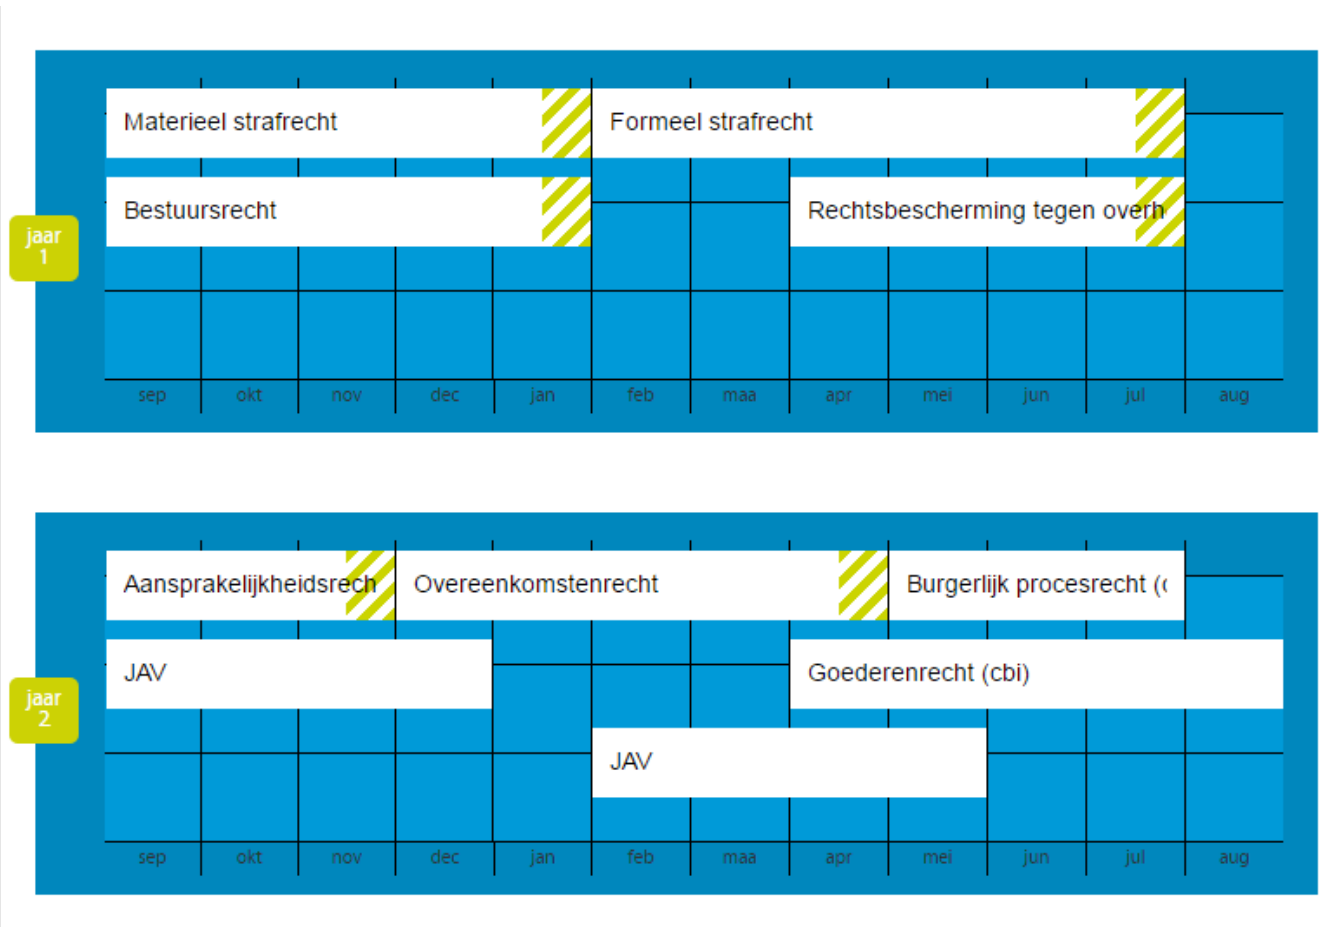 Materieel strafrecht
Formeel strafrecht
Bestuursrecht
Rechtsbescherming tegen overh
jaar
1
sep okt nov dec jan feb maa apr mei jun jul aug
Aansprakelijkheidsrech
Overeenkomstenrecht
Burgerlijk procesrecht (c
JAV
Goederenrecht (cbi)
jaar
2
JAV
sep okt nov dec jan feb maa apr mei jun jul aug